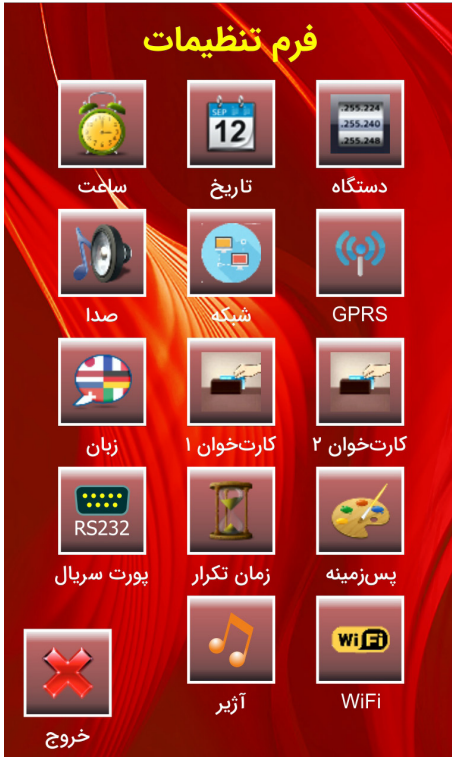 فرم تنظیمات
.255.224
.255.240
.255.248
SEP
12
دستگاه
تاریخ
ساعت
GPRS
شبکه
صدا
کارت‌خوان ۲
کارت‌خوان ۱
زبان
RS232
پس‌زمینه
زمان تکرار
پورت سریال
WiFi
WiFi
آژیر
خروج